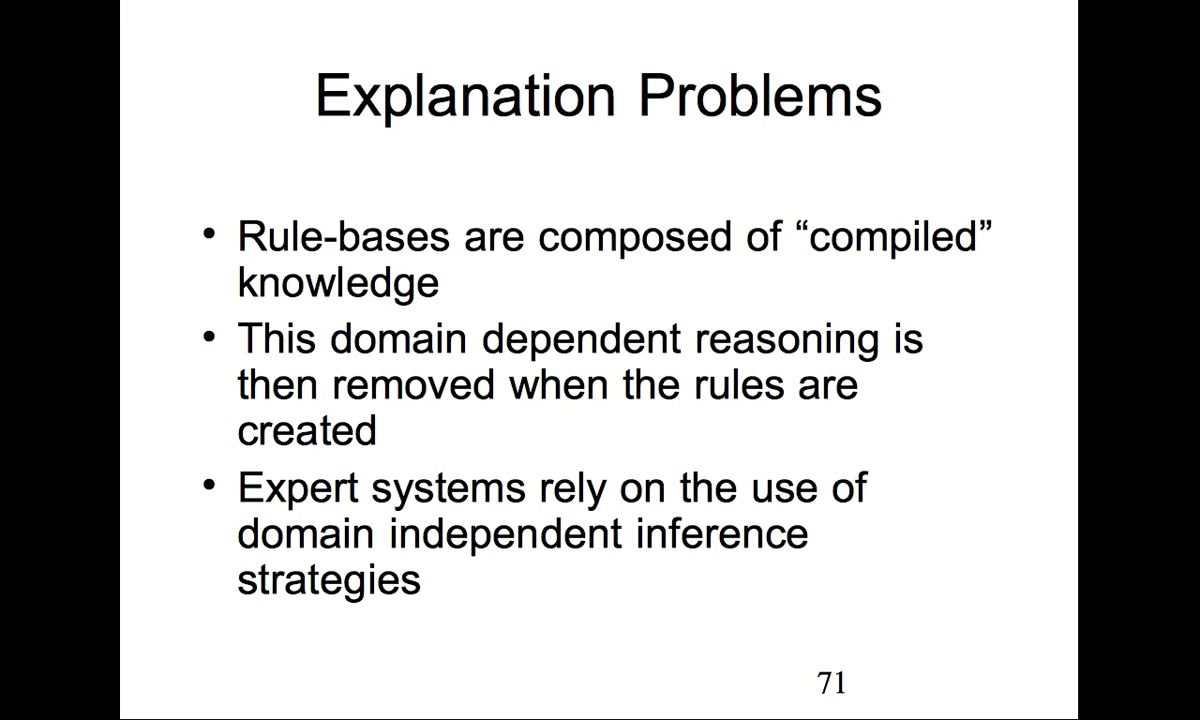 Explanation Problems
• Rule-bases are composed of “compiled”
knowledge
• This domain dependent reasoning is
then removed when the rules are
created
• Expert systems rely on the use of
domain independent inference
strategies
71